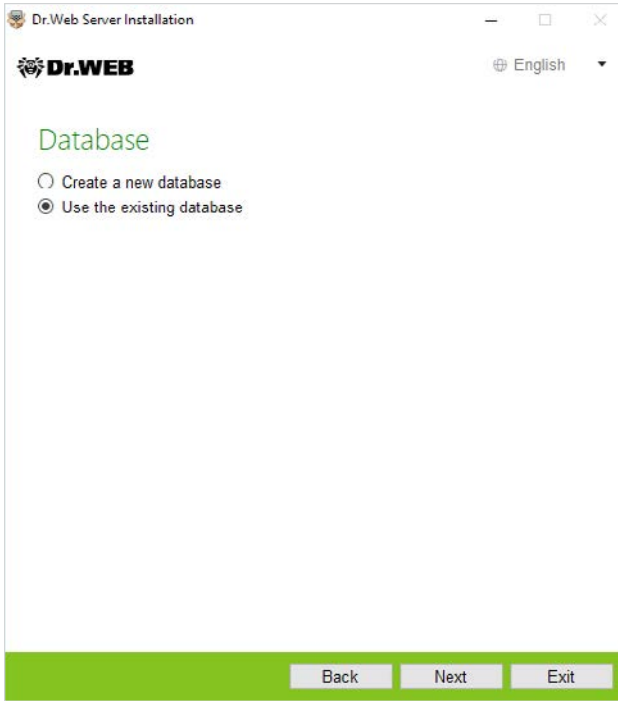 Dr.Web Server Installation
Dr.WEB
English
Database
Create a new database
Use the existing database
Back
Next
Exit